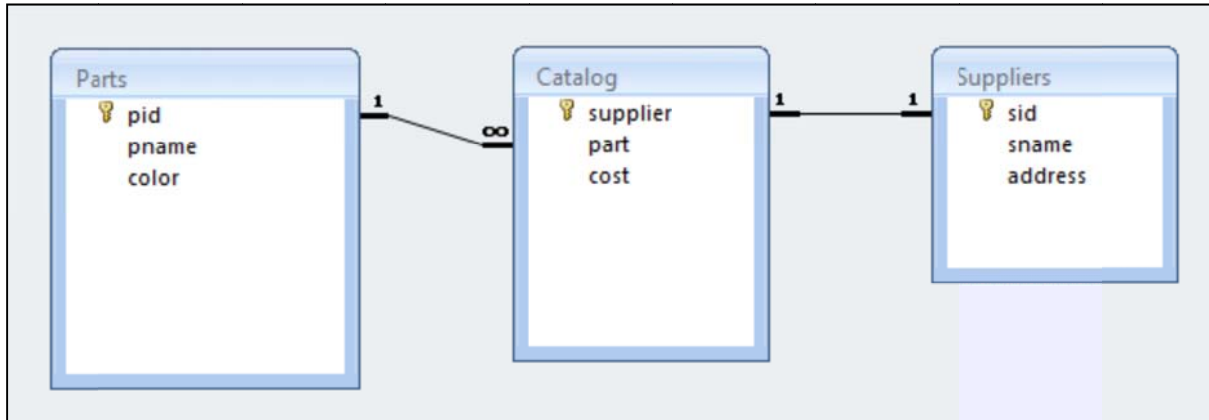 Parts
pid
pname
color
1
∞
Catalog
supplier
part
cost
1
1
Suppliers
sid
sname
address